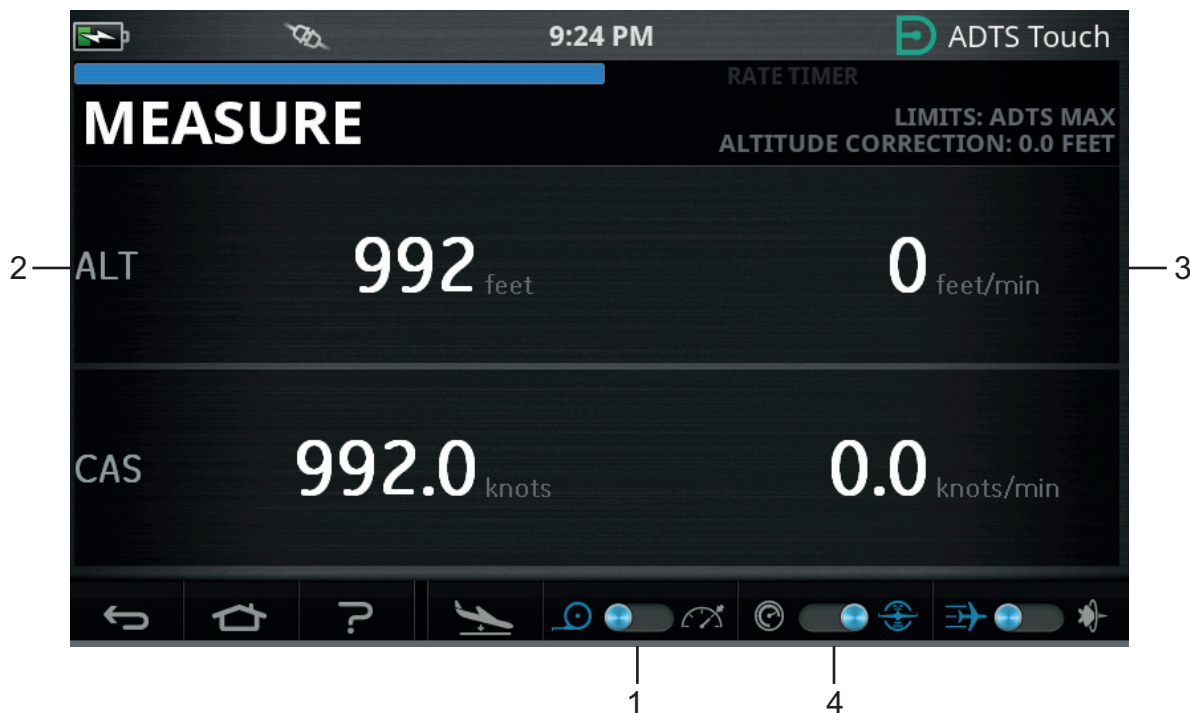 9:24 PM
ADTS Touch
RATE TIMER
MEASURE
LIMITS: ADTS MAX
ALTITUDE CORRECTION: 0.0 FEET
2
ALT 992 feet 0 feet/min
3
CAS 992.0 knots 0.0 knots/min
?
1
4